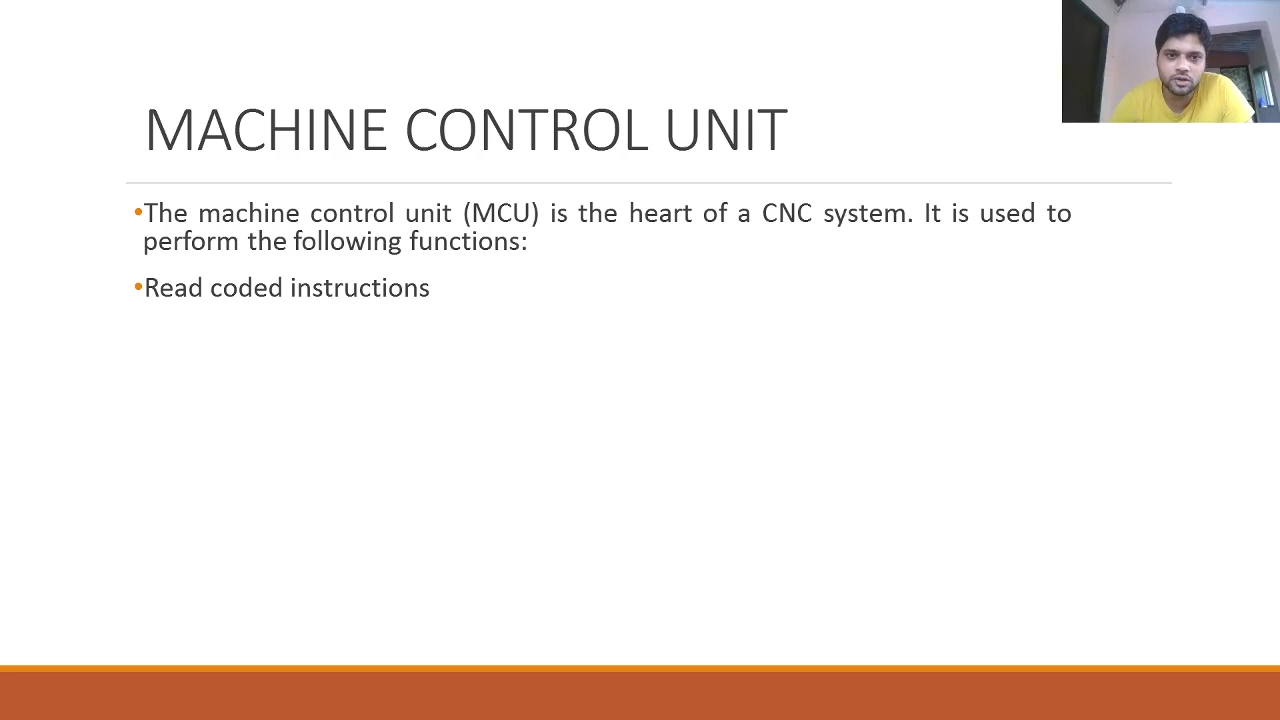 MACHINE CONTROL UNIT
•The machine control unit (MCU) is the heart of a CNC system. It is used to
perform the following functions:
•Read coded instructions